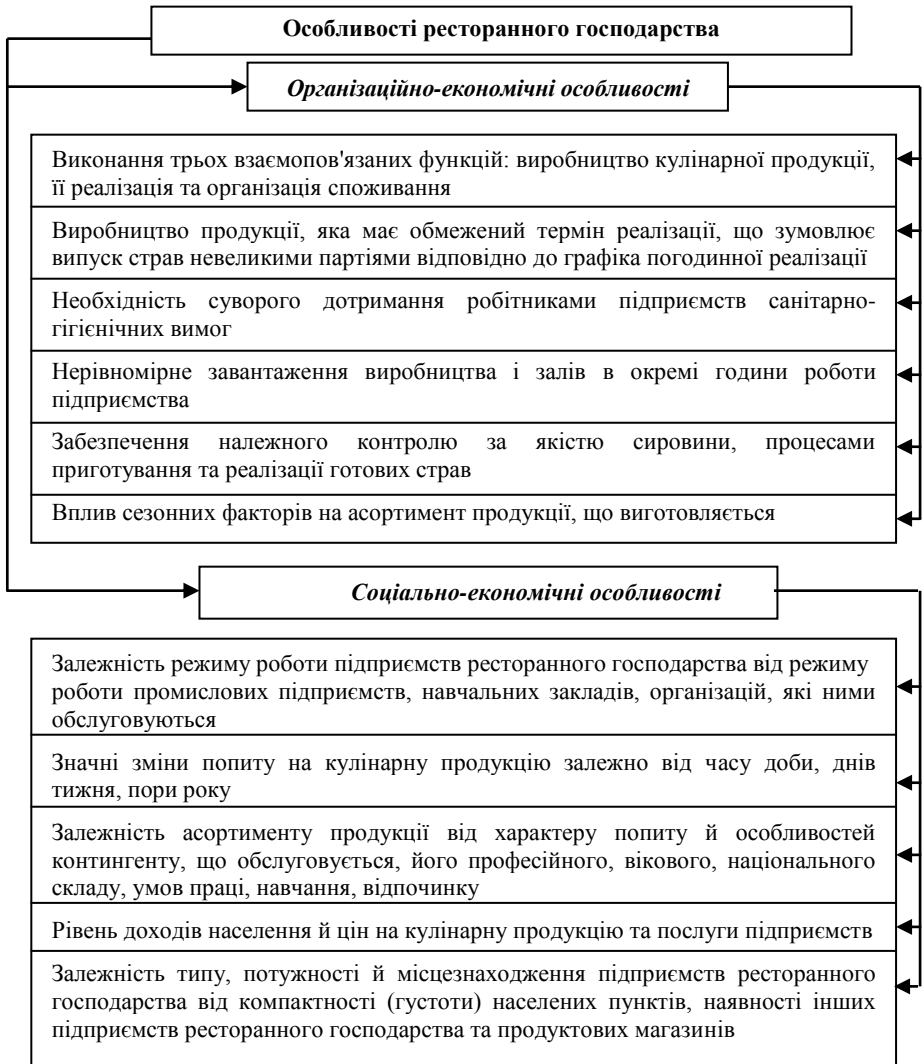 Особливості ресторанного господарства
Організаційно-економічні особливості
Виконання трьох взаємопов'язаних функцій: виробництво кулінарної продукції,
її реалізація та організація споживання
Виробництво продукції, яка має обмежений термін реалізації, що зумовлює
випуск страв невеликими партіями відповідно до графіка погодинної реалізації
Необхідність суворого дотримання робітниками підприємств санітарно-
гігієнічних вимог
Нерівномірне завантаження виробництва і залів в окремі години роботи
підприємства
Забезпечення належного контролю за якістю сировини, процесами
приготування та реалізації готових страв
Вплив сезонних факторів на асортимент продукції, що виготовляється
Соціально-економічні особливості
Залежність режиму роботи підприємств ресторанного господарства від режиму
роботи промислових підприємств, навчальних закладів, організацій, які ними
обслуговуються
Значні зміни попиту на кулінарну продукцію залежно від часу доби, днів
тижня, пори року
Залежність асортименту продукції від характеру попиту й особливостей
контингенту, що обслуговується, його професійного, вікового, національного
складу, умов праці, навчання, відпочинку
Рівень доходів населення й цін на кулінарну продукцію та послуги підприємств
Залежність типу, потужності й місцезнаходження підприємств ресторанного
господарства від компактності (густоти) населених пунктів, наявності інших
підприємств ресторанного господарства та продуктових магазинів